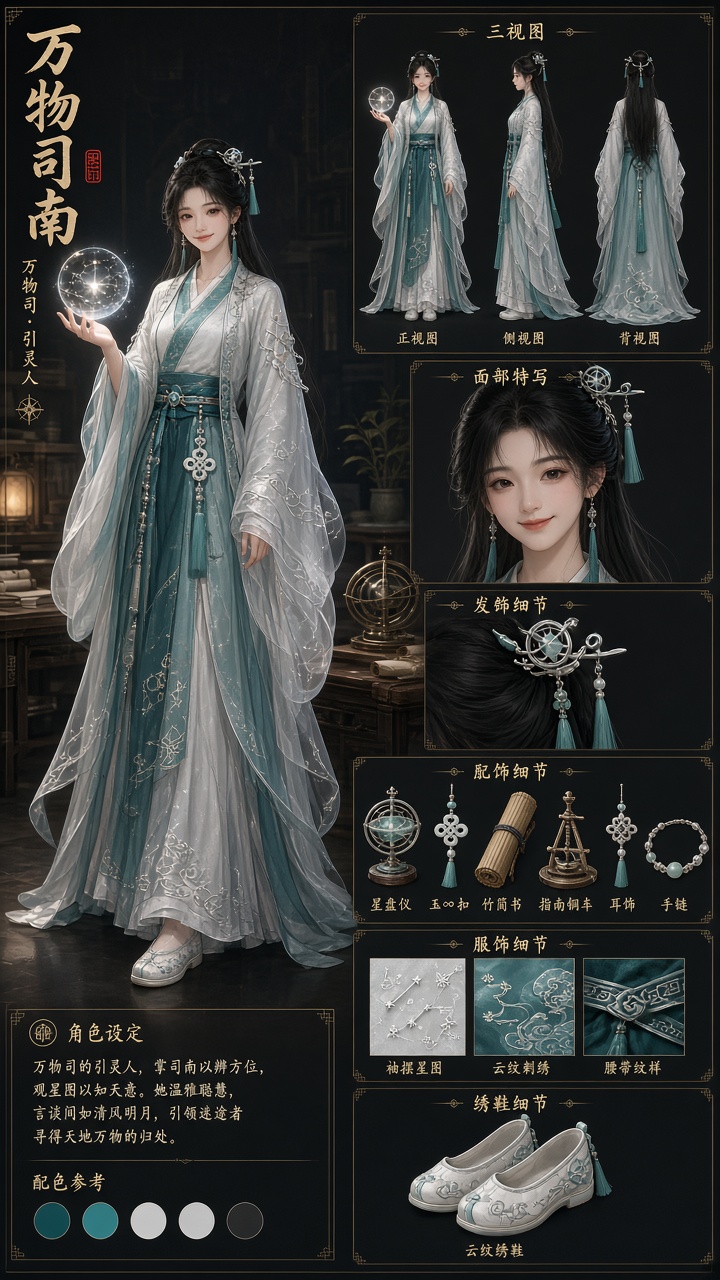 万物司南
万物司·引灵人
三视图
正视图
侧视图
背视图
面部特写
发饰细节
配饰细节
星盘仪
玉∞扣
竹简书
指南铜车
耳饰
手链
服饰细节
袖摆星图
云纹刺绣
腰带纹样
绣鞋细节
云纹绣鞋
角色设定
万物司的引灵人，掌司南以辨方位，
观星图以知天意。她温雅聪慧，
言谈间如清风明月，引领迷途者
寻得天地万物的归处。
配色参考